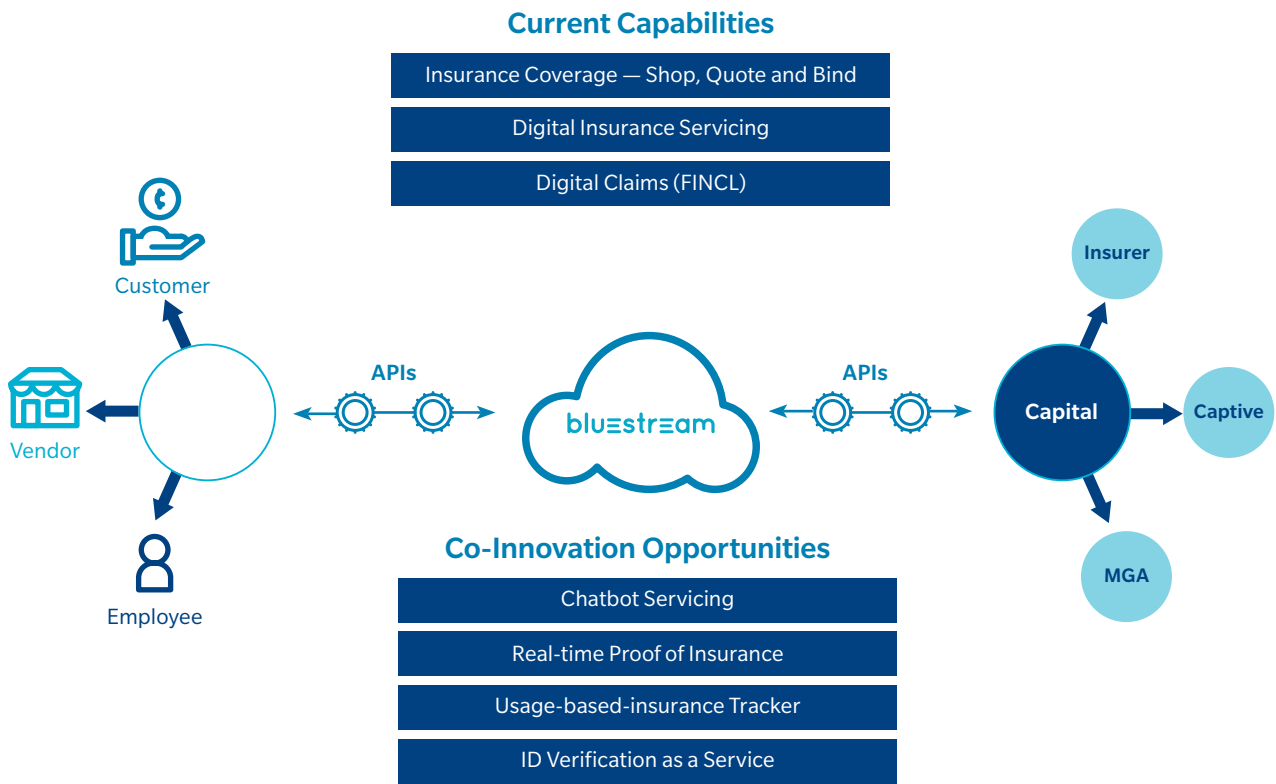 Current Capabilities
Insurance Coverage — Shop, Quote and Bind
Digital Insurance Servicing
Digital Claims (FINCL)
Customer
Vendor
Employee
APIs
bluestream
APIs
Capital
Insurer
Captive
MGA
Co-Innovation Opportunities
Chatbot Servicing
Real-time Proof of Insurance
Usage-based-insurance Tracker
ID Verification as a Service